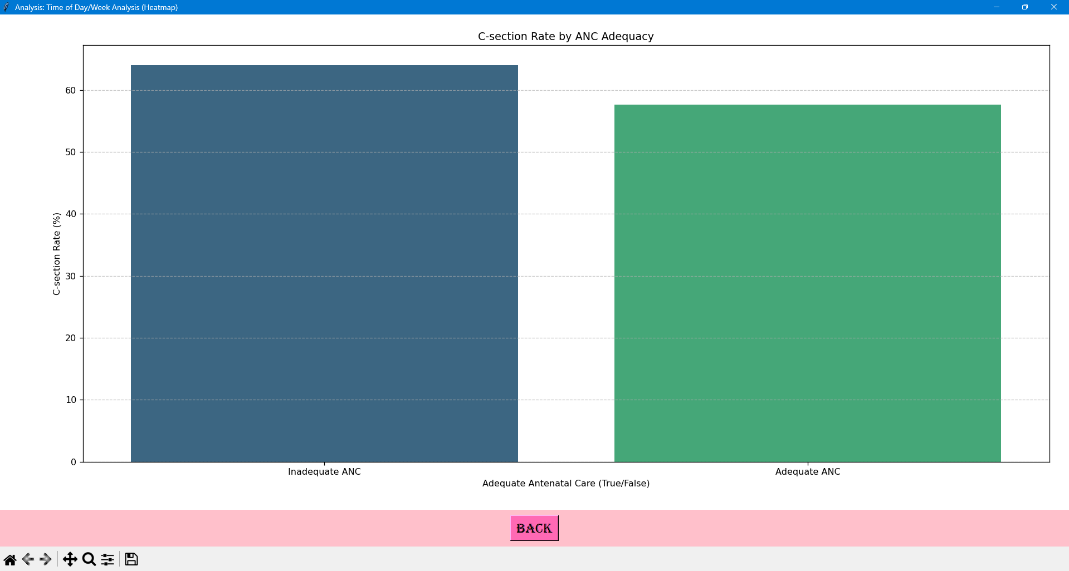 Analysis: Time of Day/Week Analysis (Heatmap)
C-section Rate by ANC Adequacy
60
50
40
30
20
10
0
C-section Rate (%)
Inadequate ANC
Adequate ANC
Adequate Antenatal Care (True/False)
BACK